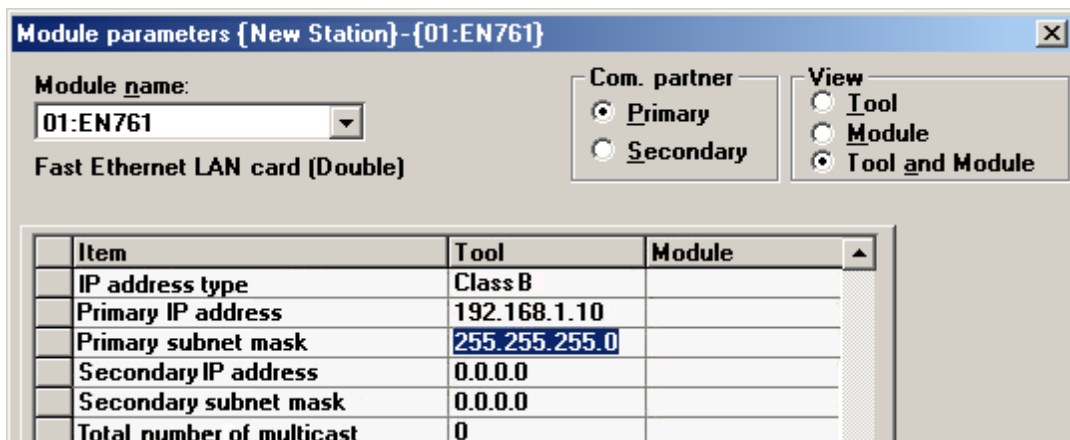 Module parameters {New Station}-{01:EN761}
Module name:
01:EN761
Fast Ethernet LAN card (Double)
Com. partner
Primary
Secondary
View
Tool
Module
Tool and Module
Item Tool Module
IP address type Class B
Primary IP address 192.168.1.10
Primary subnet mask 255.255.255.0
Secondary IP address 0.0.0.0
Secondary subnet mask 0.0.0.0
Total number of multicast 0